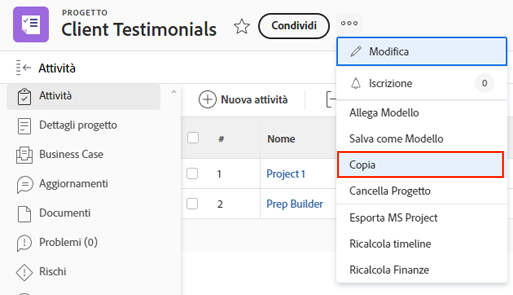 PROGETTO
Client Testimonials
Condividi
Modifica
Iscrizione 0
Allega Modello
Salva come Modello
Copia
Cancella Progetto
Esporta MS Project
Ricalcola timeline
Ricalcola Finanze
Attività
Attività
Dettagli progetto
Business Case
Aggiornamenti
Documenti
Problemi (0)
Rischi
Nuova attività
# Nome
1 Project 1
2 Prep Builder